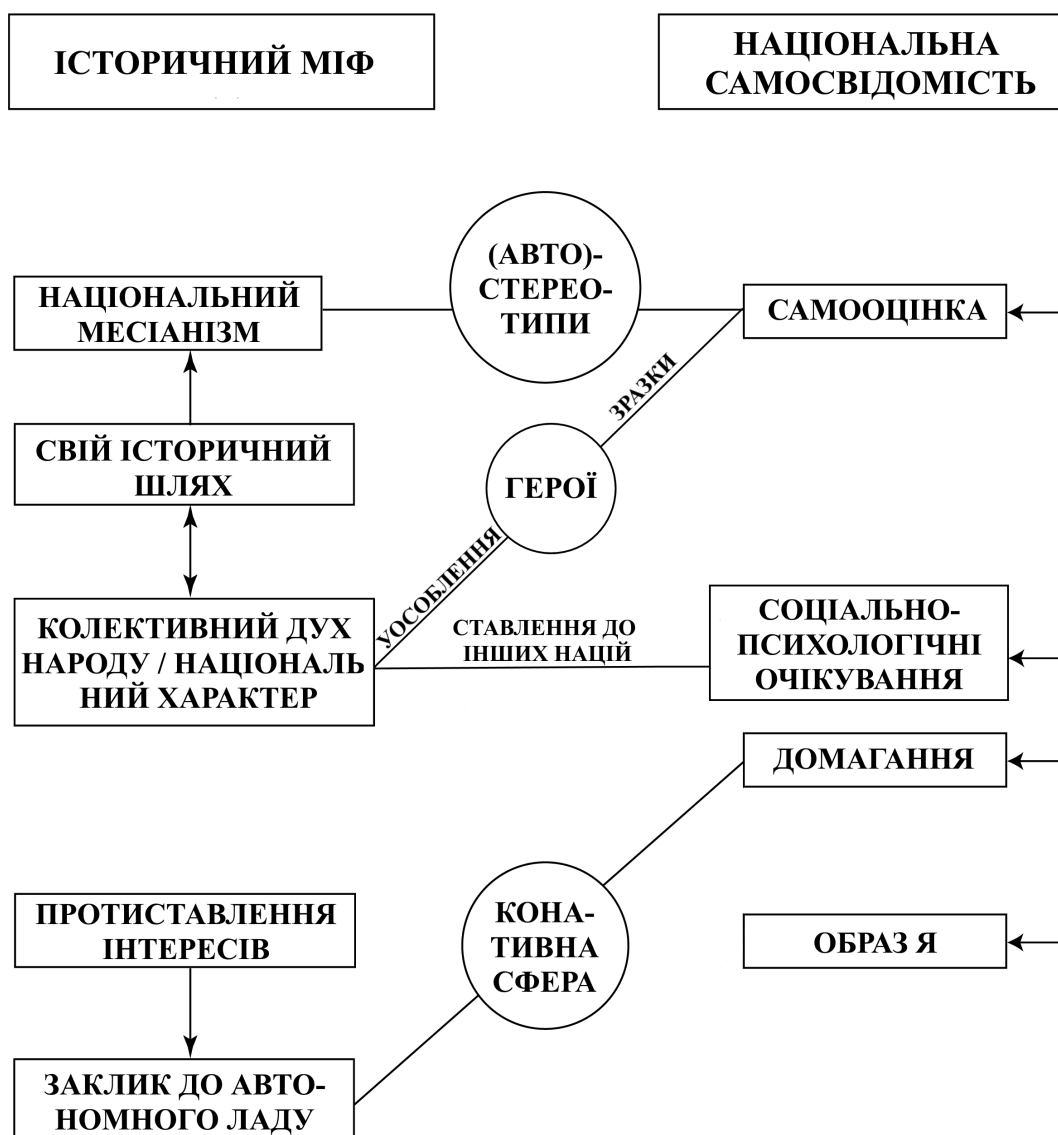 ІСТОРИЧНИЙ МІФ
НАЦІОНАЛЬНА
САМОСВІДОМІСТЬ
(АВТО)-
СТЕРЕО-
ТИПИ
НАЦІОНАЛЬНИЙ
МЕСІАНІЗМ
САМООЦІНКА
ЗРАЗКИ
СВІЙ ІСТОРИЧНИЙ
ШЛЯХ
ГЕРОЇ
УОСОБЛЕННЯ
КОЛЕКТИВНИЙ ДУХ
НАРОДУ / НАЦІОНАЛЬ
НИЙ ХАРАКТЕР
СТАВЛЕННЯ ДО
ІНШИХ НАЦІЙ
СОЦІАЛЬНО-
ПСИХОЛОГІЧНІ
ОЧІКУВАННЯ
ДОМАГАННЯ
ПРОТИСТАВЛЕННЯ
ІНТЕРЕСІВ
КОНА-
ТИВНА
СФЕРА
ОБРАЗ Я
ЗАКЛИК ДО АВТО-
НОМНОГО ЛАДУ